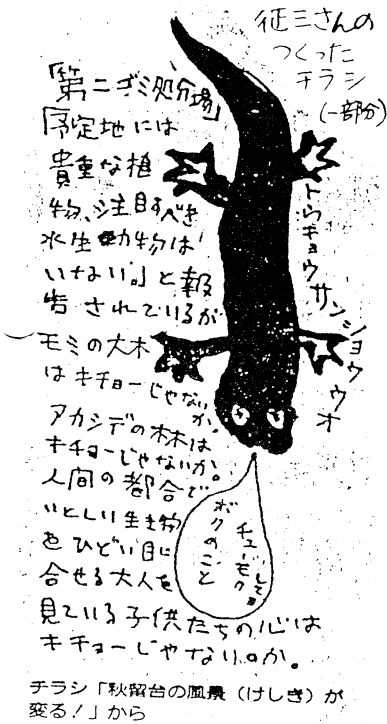 征三さんの
つくった
チラシ
(一部分)
「第二ゴミ処分場」
「予定地には
貴重な植
物、注目すべき
水生動物は
いない。」と報
告されているが
モミの大木
はキチョーじゃないか。
アカシデの林は
キチョーじゃないか。
人間の都合で
いとしい生き物
をひどい目に
合せる大人を
見ている子供たちの心は
キチョーじゃないのか。
トウキョウサンショウウオ
ボクのこと
チューモク
して!!
チラシ「秋留台の風景(けしき)が
変る!」から